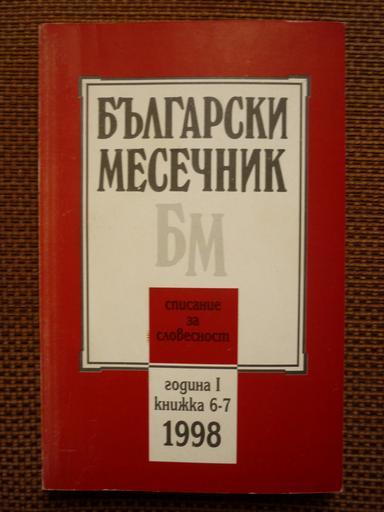 БЪЛГАРСКИ
МЕСЕЧНИК
БМ
списание
за
словесност
година I
книжка 6-7
1998